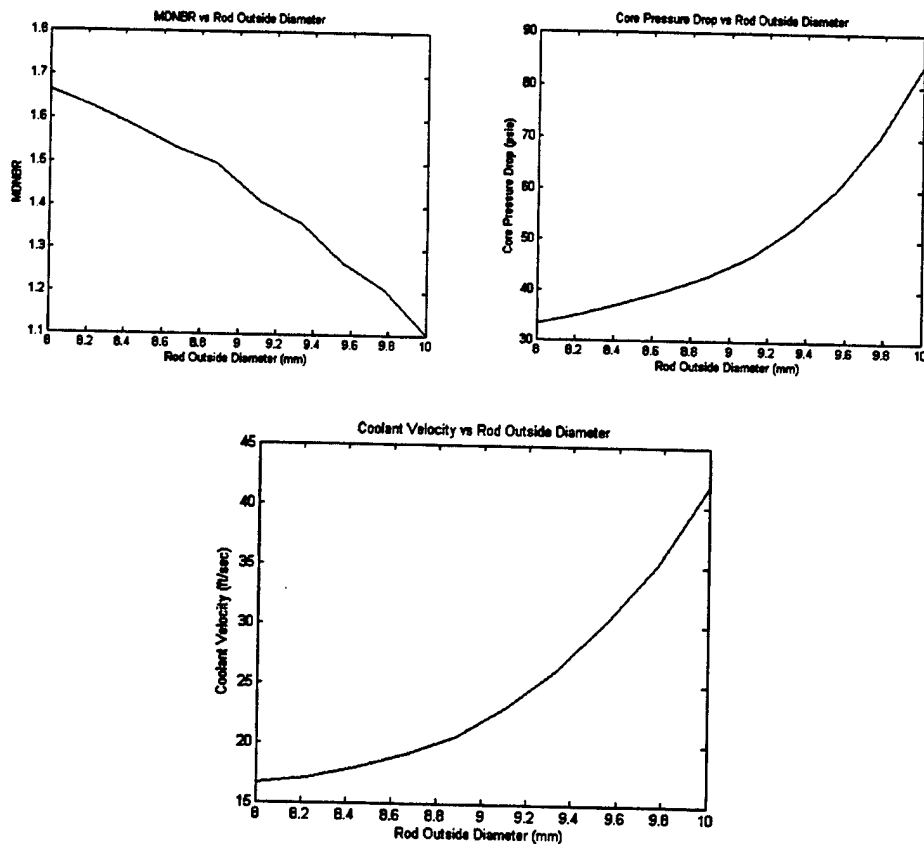 MDNBR vs Rod Outside Diameter
1.8
1.7
1.6
1.5
1.4
1.3
1.2
1.1
MDNBR
8 8.2 8.4 8.6 8.8 9 9.2 9.4 9.6 9.8 10
Rod Outside Diameter (mm)
Core Pressure Drop vs Rod Outside Diameter
90
80
70
60
50
40
30
Core Pressure Drop (psia)
8 8.2 8.4 8.6 8.8 9 9.2 9.4 9.6 9.8 10
Rod Outside Diameter (mm)
Coolant Velocity vs Rod Outside Diameter
45
40
35
30
25
20
15
Coolant Velocity (ft/sec)
8 8.2 8.4 8.6 8.8 9 9.2 9.4 9.6 9.8 10
Rod Outside Diameter (mm)